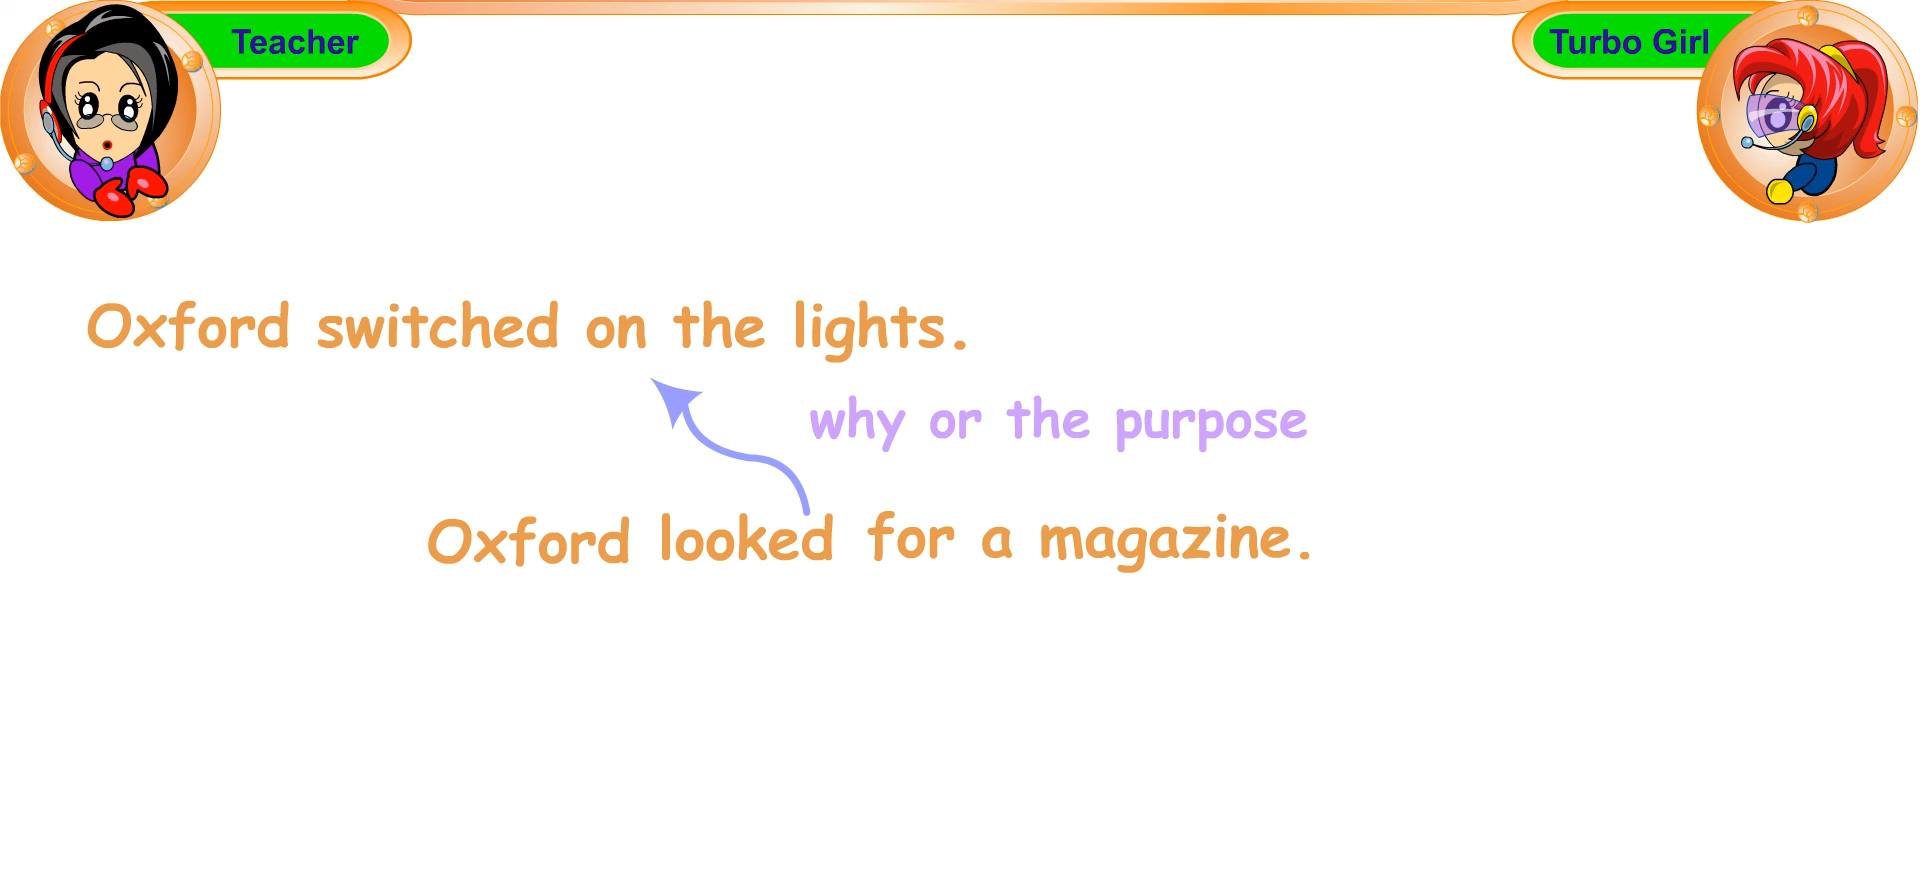 Teacher
Turbo Girl
Oxford switched on the lights.
why or the purpose
Oxford looked for a magazine.